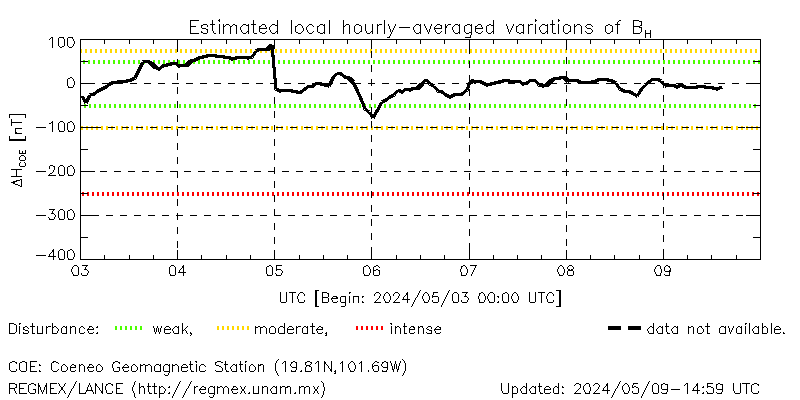 Estimated local hourly-averaged variations of B_H
100
0
-100
-200
-300
-400
ΔH_COE [nT]
03 04 05 06 07 08 09
UTC [Begin: 2024/05/03 00:00 UTC]
Disturbance: weak, moderate, intense data not available.
COE: Coeneo Geomagnetic Station (19.81N,101.69W)
REGMEX/LANCE (http://regmex.unam.mx) Updated: 2024/05/09-14:59 UTC